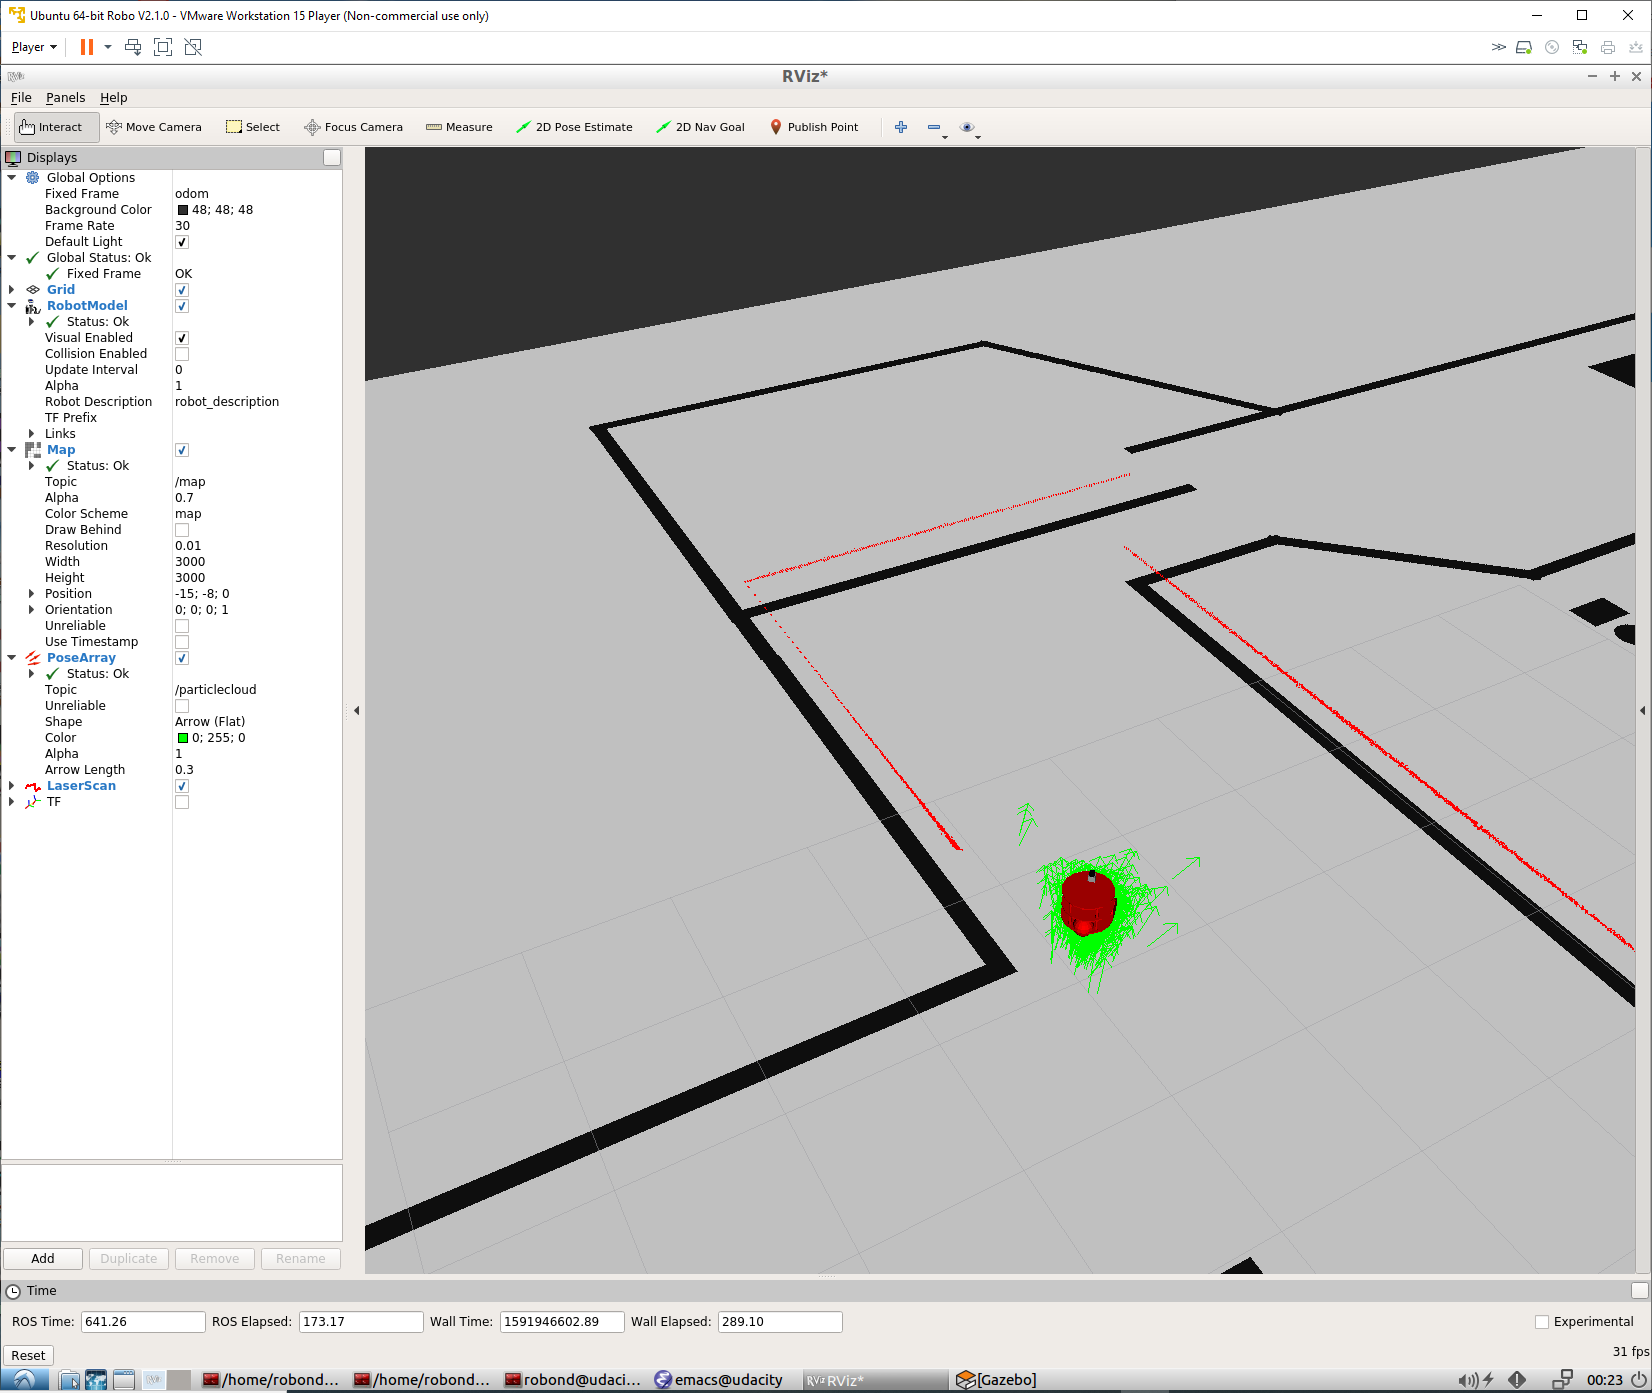 Ubuntu 64-bit Robo V2.1.0 - VMware Workstation 15 Player (Non-commercial use only)
Player
RViz*
File Panels Help
Interact Move Camera Select Focus Camera Measure 2D Pose Estimate 2D Nav Goal Publish Point
Displays
Global Options
Fixed Frame odom
Background Color 48; 48; 48
Frame Rate 30
Default Light
Global Status: Ok
Fixed Frame OK
Grid
RobotModel
Status: Ok
Visual Enabled
Collision Enabled
Update Interval 0
Alpha 1
Robot Description robot_description
TF Prefix
Links
Map
Status: Ok
Topic /map
Alpha 0.7
Color Scheme map
Draw Behind
Resolution 0.01
Width 3000
Height 3000
Position -15; -8; 0
Orientation 0; 0; 0; 1
Unreliable
Use Timestamp
PoseArray
Status: Ok
Topic /particlecloud
Unreliable
Shape Arrow (Flat)
Color 0; 255; 0
Alpha 1
Arrow Length 0.3
LaserScan
TF
Add Duplicate Remove Rename
Time
ROS Time: 641.26 ROS Elapsed: 173.17 Wall Time: 1591946602.89 Wall Elapsed: 289.10 Experimental
Reset 31 fps
/home/robond... /home/robond... robond@udaci... emacs@udacity RViz RViz* [Gazebo] 00:23